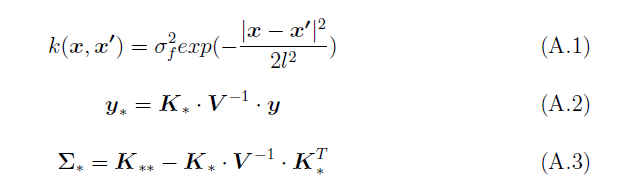 k(x, x′) = σ_f^2 exp(−|x − x′|^2 / 2l^2) (A.1)
y_* = K_* · V^{−1} · y (A.2)
Σ_* = K_{**} − K_* · V^{−1} · K_*^T (A.3)